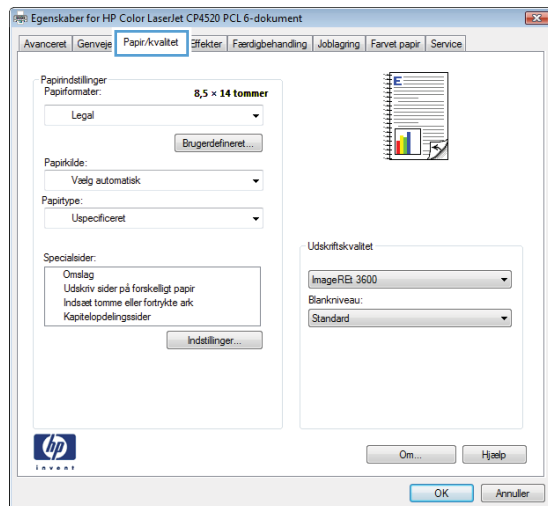 Egenskaber for HP Color LaserJet CP4520 PCL 6-dokument
Avanceret Genveje Papir/kvalitet Effekter Færdigbehandling Joblagring Farvet papir Service
Papirindstillinger
Papirformater: 8,5 × 14 tommer
Legal
Brugerdefineret...
Papirkilde:
Vælg automatisk
Papirtype:
Uspecificeret
Specialsider:
Omslag
Udskriv sider på forskelligt papir
Indsæt tomme eller fortrykte ark
Kapitelopdelingssider
Indstillinger...
E
Udskriftskvalitet
ImageREt 3600
Blankniveau:
Standard
hp
invent
Om... Hjælp
OK Annuller